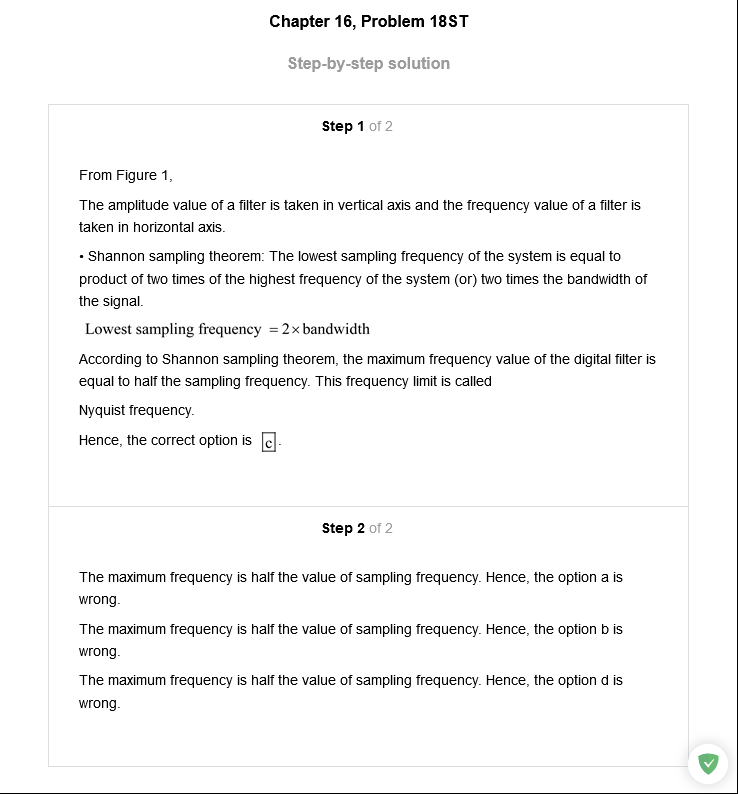 Chapter 16, Problem 18ST
Step-by-step solution
Step 1 of 2
From Figure 1,
The amplitude value of a filter is taken in vertical axis and the frequency value of a filter is
taken in horizontal axis.
• Shannon sampling theorem: The lowest sampling frequency of the system is equal to
product of two times of the highest frequency of the system (or) two times the bandwidth of
the signal.
Lowest sampling frequency = 2 × bandwidth
According to Shannon sampling theorem, the maximum frequency value of the digital filter is
equal to half the sampling frequency. This frequency limit is called
Nyquist frequency.
Hence, the correct option is c.
Step 2 of 2
The maximum frequency is half the value of sampling frequency. Hence, the option a is
wrong.
The maximum frequency is half the value of sampling frequency. Hence, the option b is
wrong.
The maximum frequency is half the value of sampling frequency. Hence, the option d is
wrong.